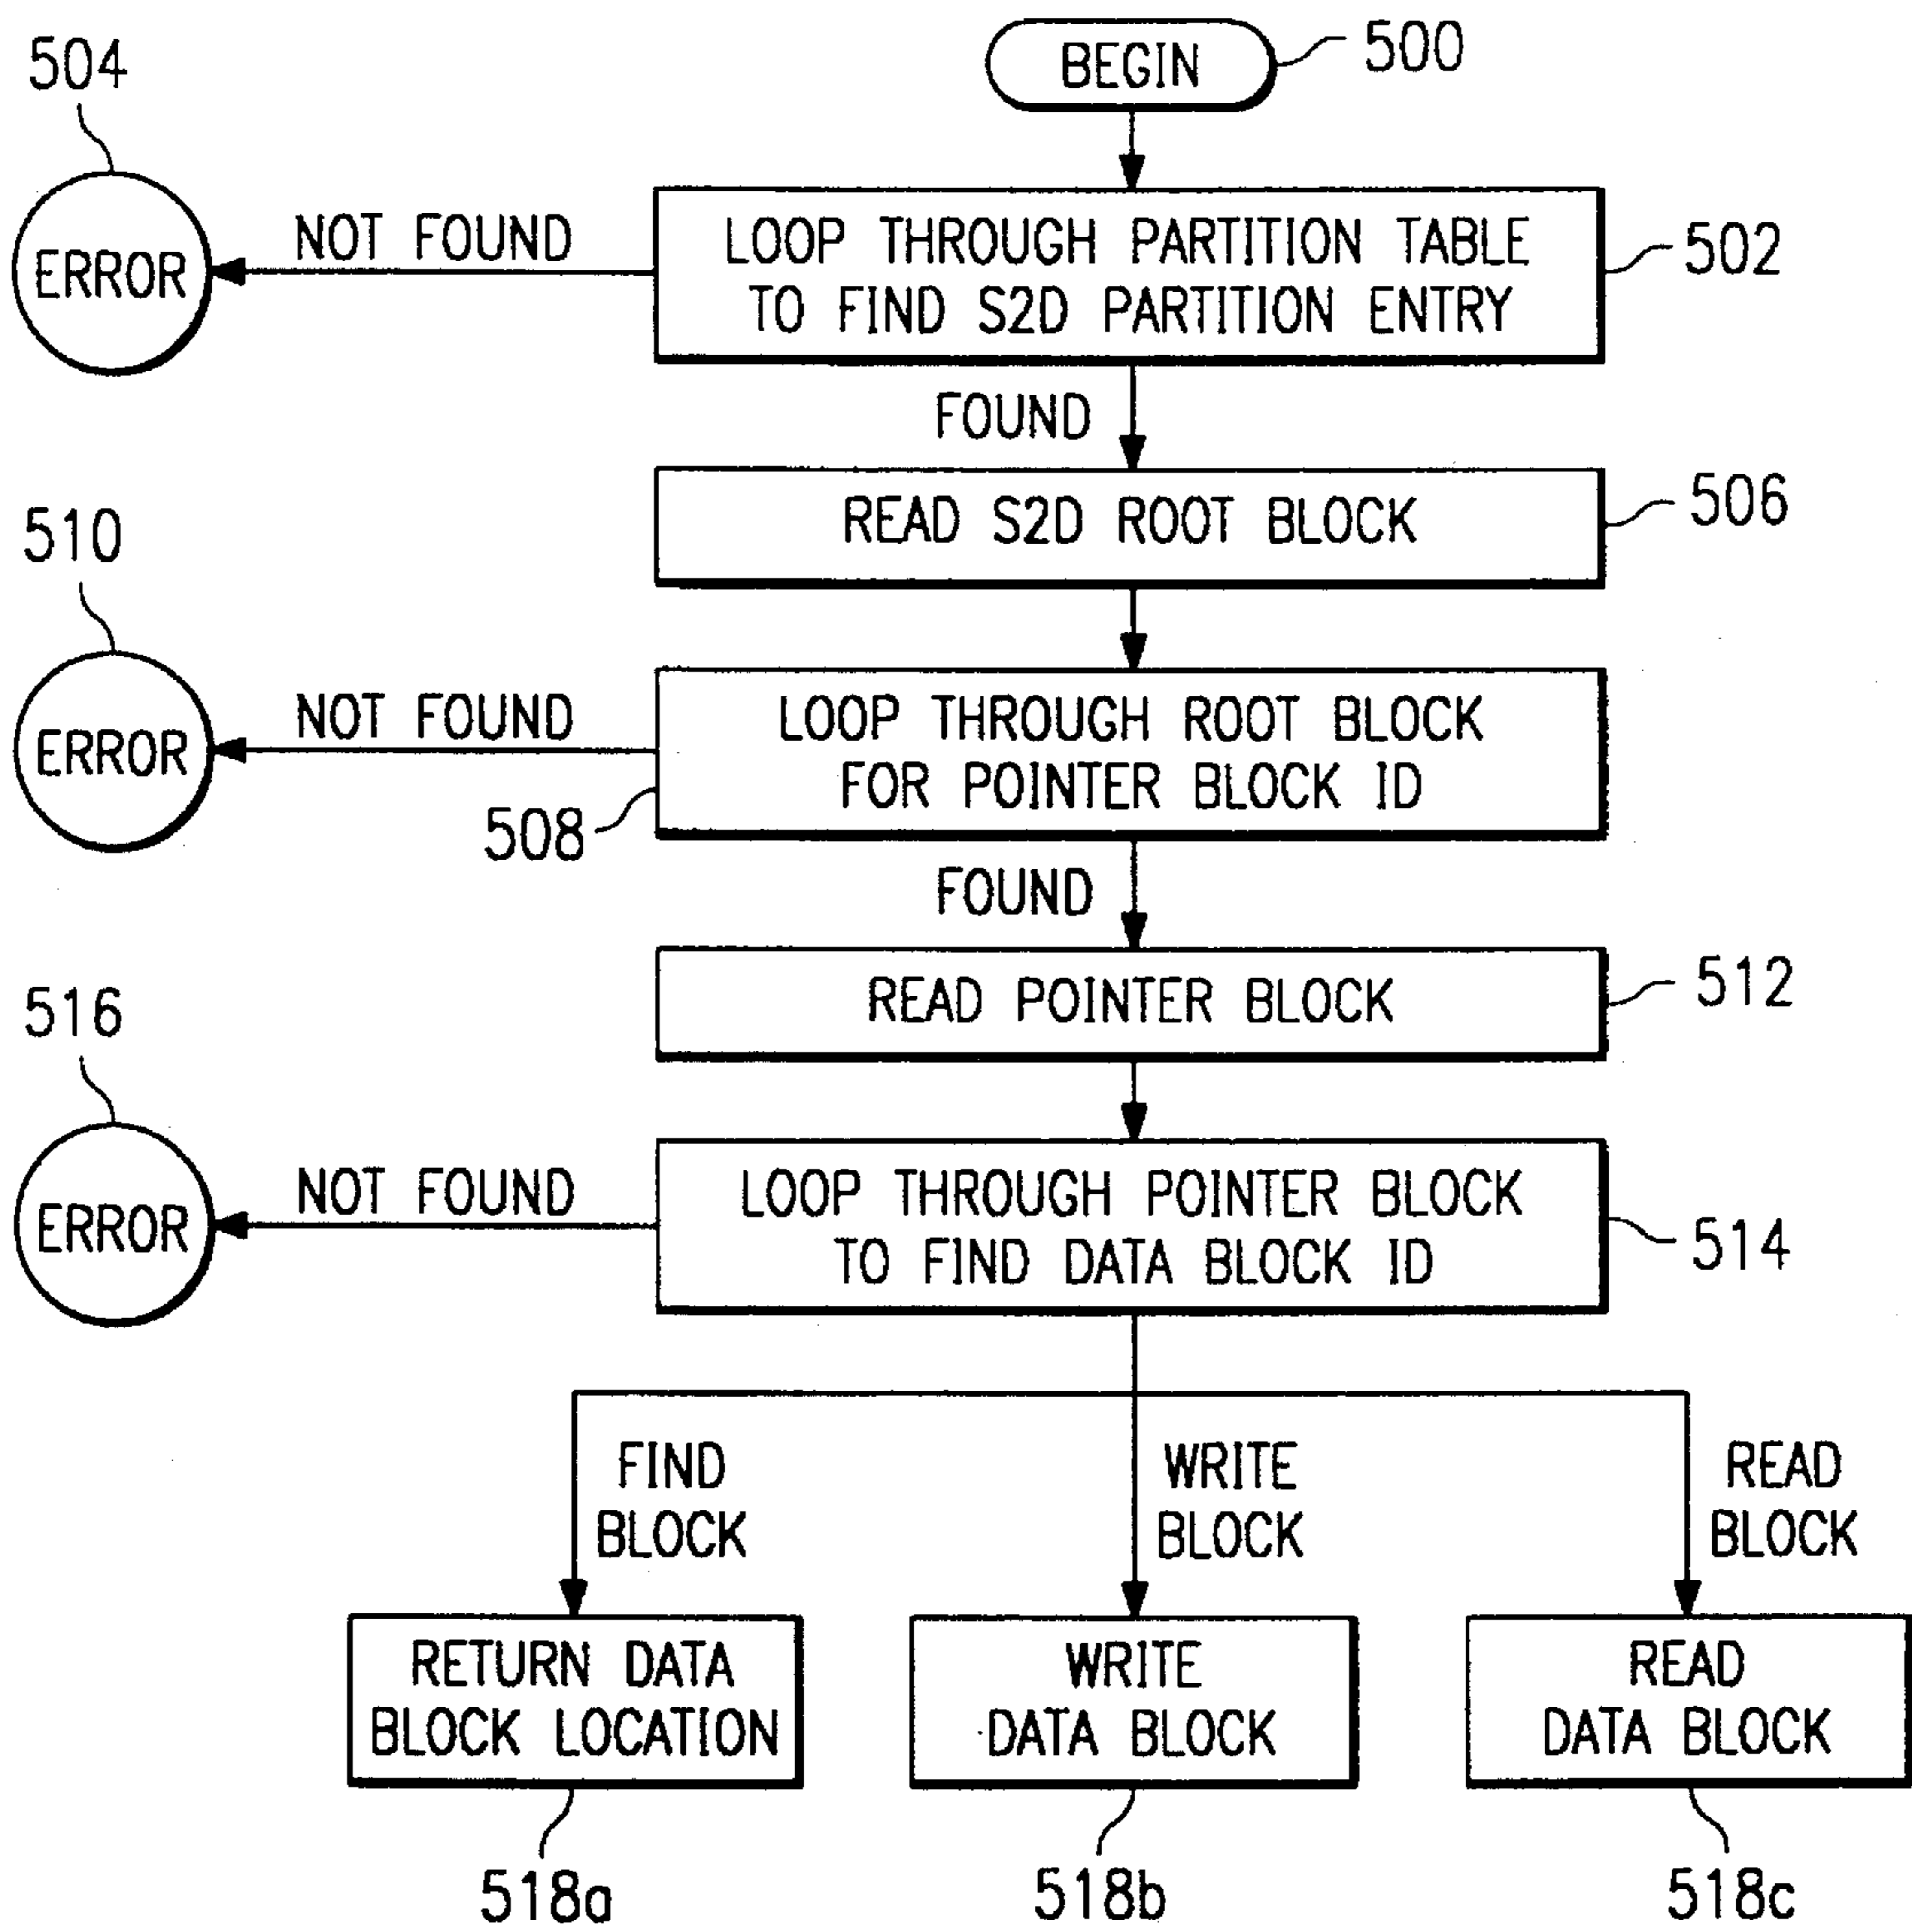 BEGIN
500
504
ERROR
NOT FOUND
LOOP THROUGH PARTITION TABLE
TO FIND S2D PARTITION ENTRY
502
FOUND
READ S2D ROOT BLOCK
506
510
ERROR
NOT FOUND
LOOP THROUGH ROOT BLOCK
FOR POINTER BLOCK ID
508
FOUND
READ POINTER BLOCK
512
516
ERROR
NOT FOUND
LOOP THROUGH POINTER BLOCK
TO FIND DATA BLOCK ID
514
FIND
BLOCK
WRITE
BLOCK
READ
BLOCK
RETURN DATA
BLOCK LOCATION
WRITE
DATA BLOCK
READ
DATA BLOCK
518a
518b
518c